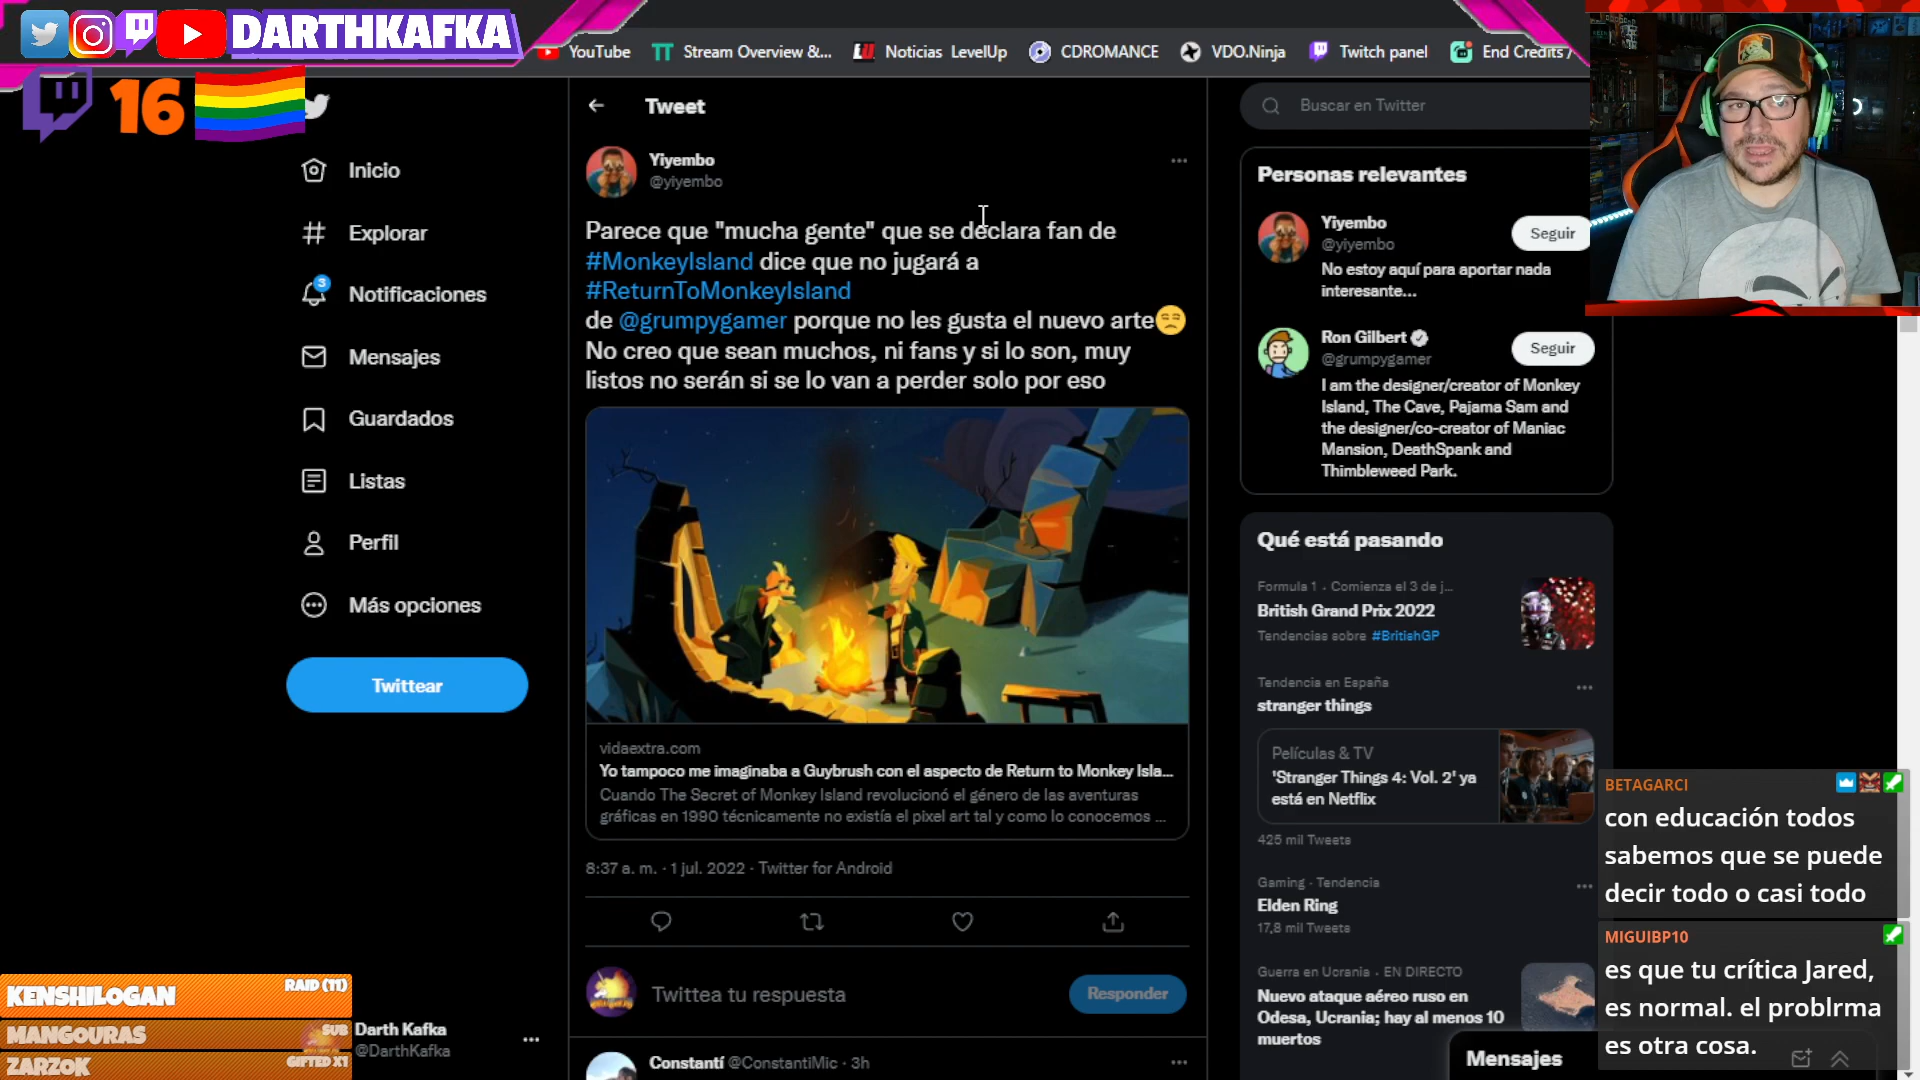 DARTHKAFKA
YouTube
Stream Overview &...
Noticias LevelUp
CDROMANCE
VDO.Ninja
Twitch panel
End Credits /
16
Tweet
Buscar en Twitter
Inicio
Explorar
3
Notificaciones
Mensajes
Guardados
Listas
Perfil
Más opciones
Twittear
Yiyembo
@yiyembo
Parece que "mucha gente" que se declara fan de
#MonkeyIsland dice que no jugará a
#ReturnToMonkeyIsland
de @grumpygamer porque no les gusta el nuevo arte
No creo que sean muchos, ni fans y si lo son, muy
listos no serán si se lo van a perder solo por eso
vidaextra.com
Yo tampoco me imaginaba a Guybrush con el aspecto de Return to Monkey Isla...
Cuando The Secret of Monkey Island revolucionó el género de las aventuras
gráficas en 1990 técnicamente no existía el pixel art tal y como lo conocemos ...
8:37 a. m. · 1 jul. 2022 · Twitter for Android
Twittea tu respuesta
Responder
Constantí @ConstantiMic · 3h
Personas relevantes
Yiyembo
@yiyembo
Seguir
No estoy aquí para aportar nada
interesante...
Ron Gilbert
@grumpygamer
Seguir
I am the designer/creator of Monkey
Island, The Cave, Pajama Sam and
the designer/co-creator of Maniac
Mansion, DeathSpank and
Thimbleweed Park.
Qué está pasando
Formula 1 · Comienza el 3 de j...
British Grand Prix 2022
Tendencias sobre #BritishGP
Tendencia en España
stranger things
Películas & TV
'Stranger Things 4: Vol. 2' ya
está en Netflix
425 mil Tweets
Gaming · Tendencia
Elden Ring
17,8 mil Tweets
Guerra en Ucrania · EN DIRECTO
Nuevo ataque aéreo ruso en
Odesa, Ucrania; hay al menos 10
muertos
Mensajes
BETAGARCI
con educación todos
sabemos que se puede
decir todo o casi todo
MIGUIBP10
es que tu crítica Jared,
es normal. el problrma
es otra cosa.
KENSHILOGAN
RAID (11)
MANGOURAS
SUB
ZARZOK
GIFTED X1
Darth Kafka
@DarthKafka